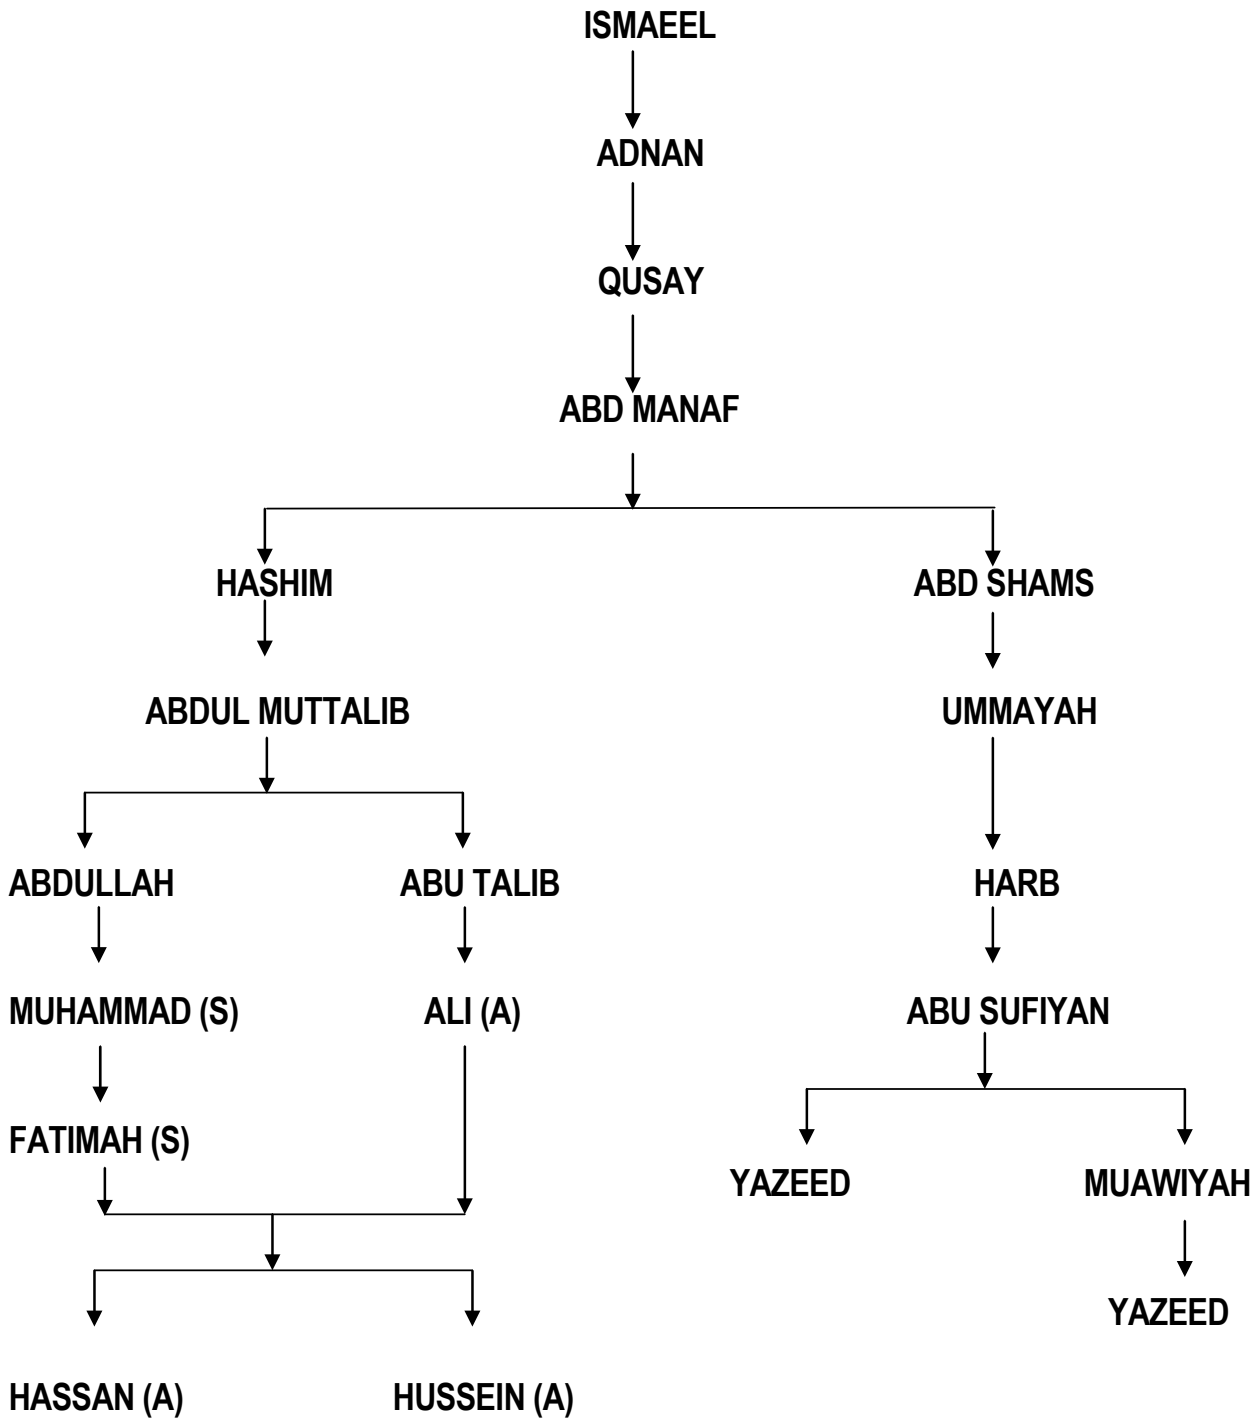 ISMAEEL
ADNAN
QUSAY
ABD MANAF
HASHIM
ABD SHAMS
ABDUL MUTTALIB
UMMAYAH
ABDULLAH
ABU TALIB
HARB
MUHAMMAD (S)
ALI (A)
ABU SUFIYAN
FATIMAH (S)
YAZEED
MUAWIYAH
YAZEED
HASSAN (A)
HUSSEIN (A)